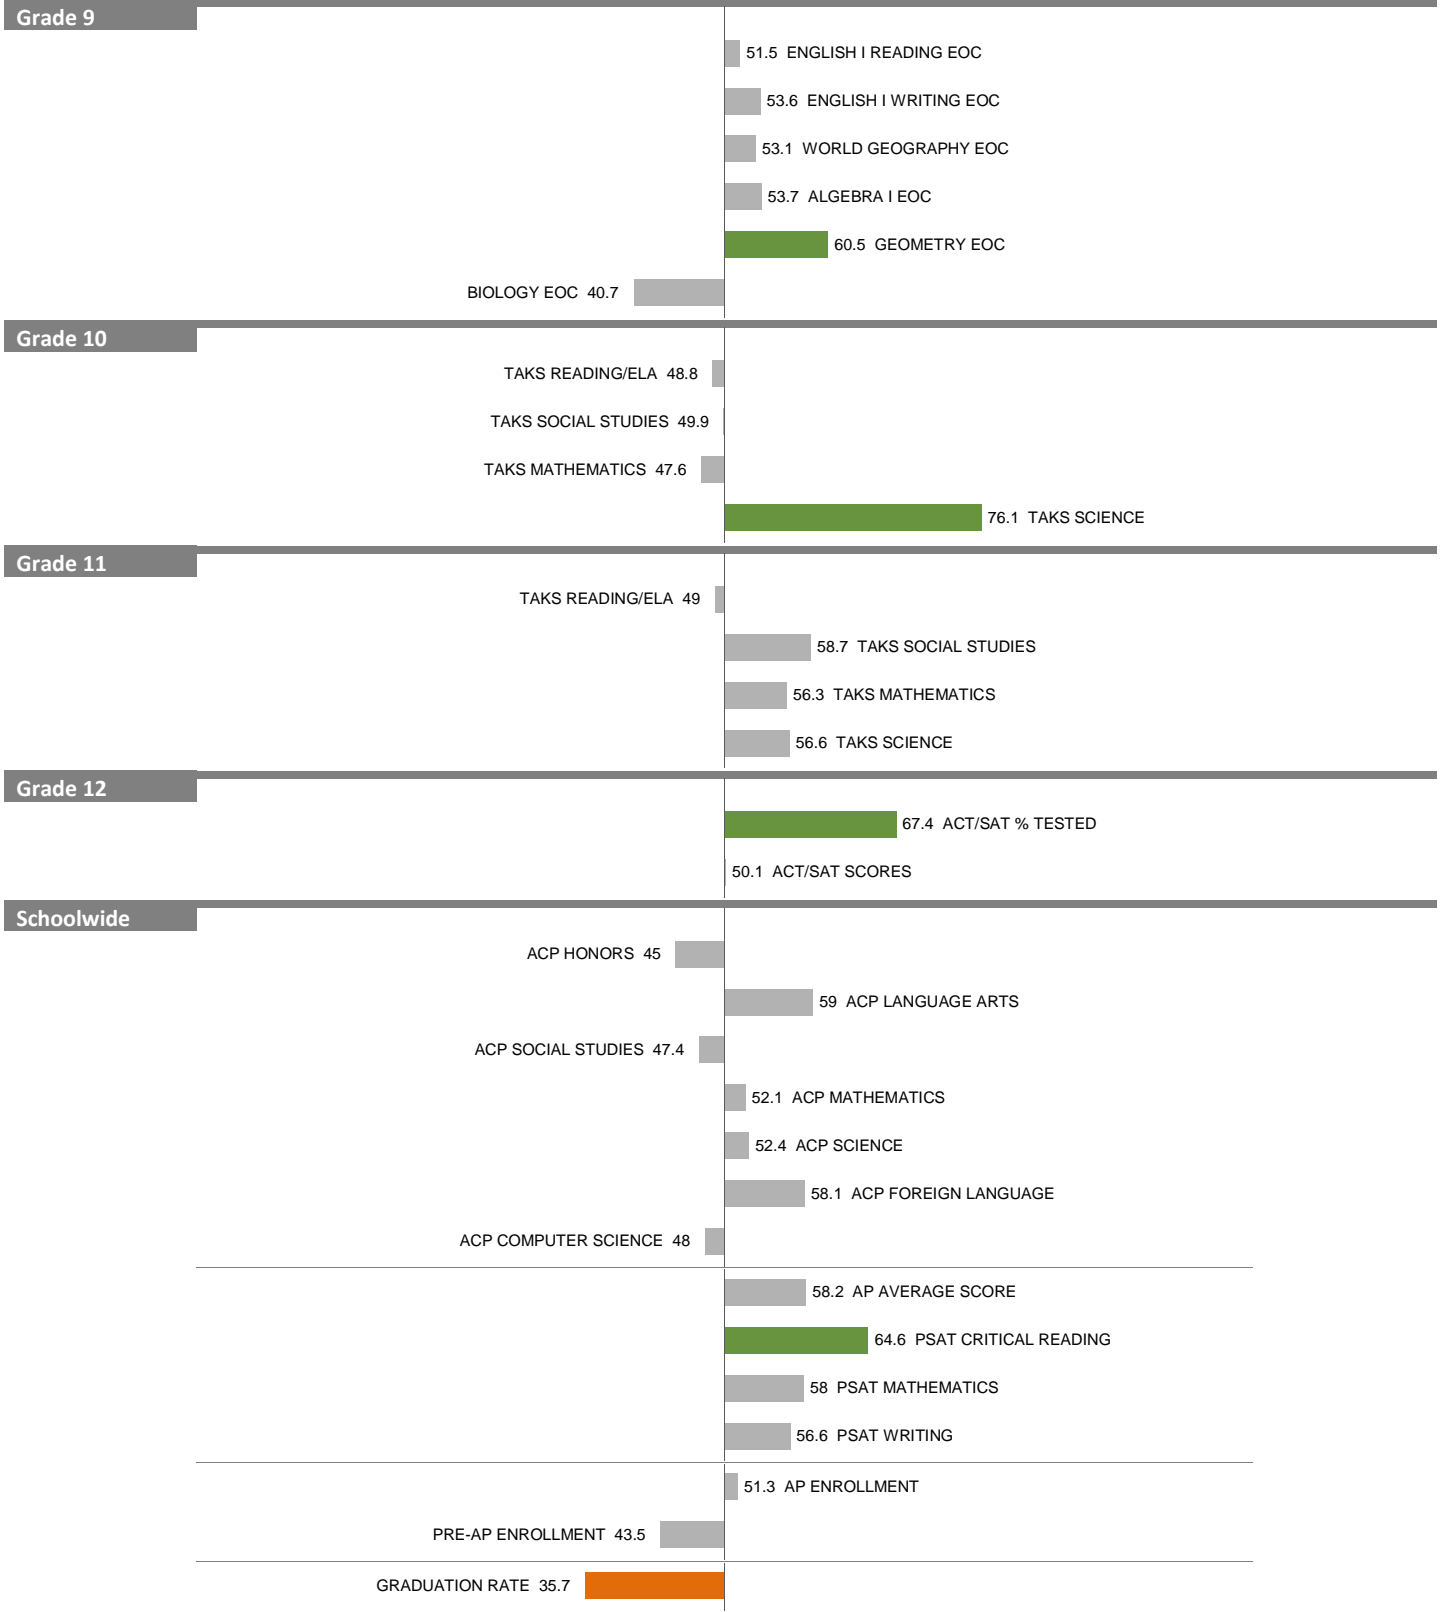 Grade 9
51.5 ENGLISH I READING EOC
53.6 ENGLISH I WRITING EOC
53.1 WORLD GEOGRAPHY EOC
53.7 ALGEBRA I EOC
60.5 GEOMETRY EOC
BIOLOGY EOC 40.7
Grade 10
TAKS READING/ELA 48.8
TAKS SOCIAL STUDIES 49.9
TAKS MATHEMATICS 47.6
76.1 TAKS SCIENCE
Grade 11
TAKS READING/ELA 49
58.7 TAKS SOCIAL STUDIES
56.3 TAKS MATHEMATICS
56.6 TAKS SCIENCE
Grade 12
67.4 ACT/SAT % TESTED
50.1 ACT/SAT SCORES
Schoolwide
ACP HONORS 45
59 ACP LANGUAGE ARTS
ACP SOCIAL STUDIES 47.4
52.1 ACP MATHEMATICS
52.4 ACP SCIENCE
58.1 ACP FOREIGN LANGUAGE
ACP COMPUTER SCIENCE 48
58.2 AP AVERAGE SCORE
64.6 PSAT CRITICAL READING
58 PSAT MATHEMATICS
56.6 PSAT WRITING
51.3 AP ENROLLMENT
PRE-AP ENROLLMENT 43.5
GRADUATION RATE 35.7